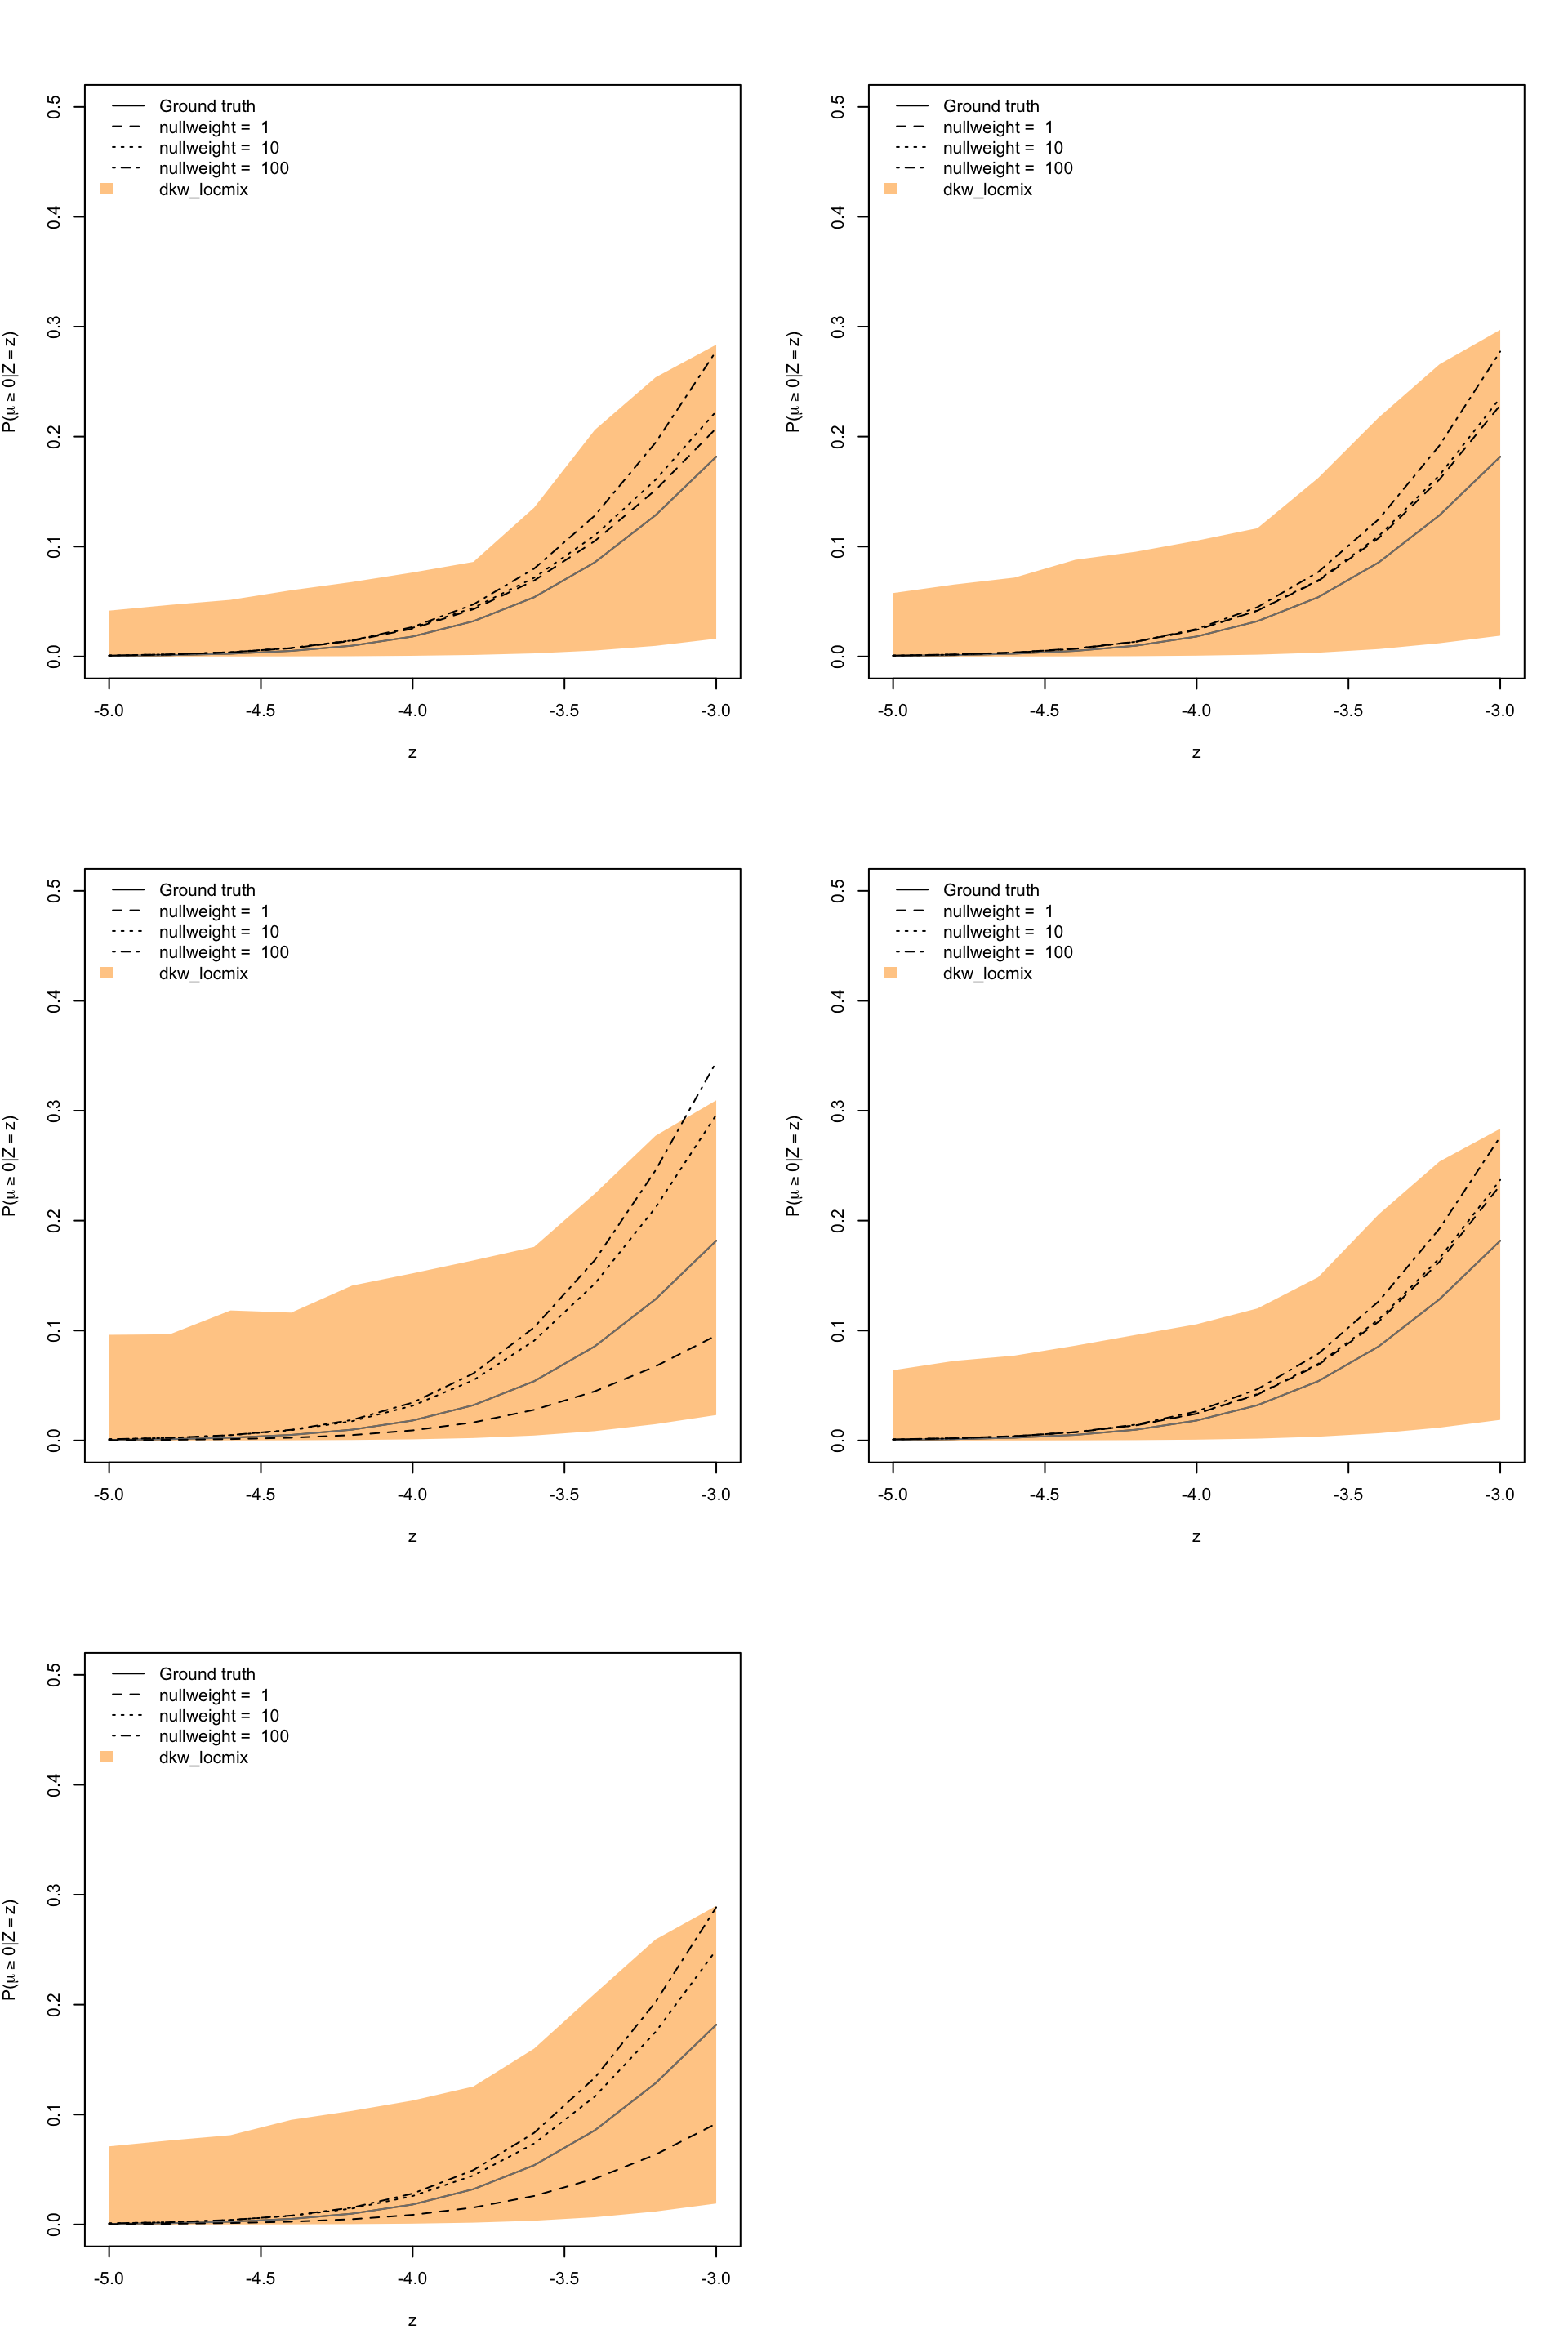 Ground truth
nullweight = 1
nullweight = 10
nullweight = 100
dkw_locmix
P(μ ≥ 0|Z = z)
0.5
0.4
0.3
0.2
0.1
0.0
-5.0 -4.5 -4.0 -3.5 -3.0
z
Ground truth
nullweight = 1
nullweight = 10
nullweight = 100
dkw_locmix
P(μ ≥ 0|Z = z)
0.5
0.4
0.3
0.2
0.1
0.0
-5.0 -4.5 -4.0 -3.5 -3.0
z
Ground truth
nullweight = 1
nullweight = 10
nullweight = 100
dkw_locmix
P(μ ≥ 0|Z = z)
0.5
0.4
0.3
0.2
0.1
0.0
-5.0 -4.5 -4.0 -3.5 -3.0
z
Ground truth
nullweight = 1
nullweight = 10
nullweight = 100
dkw_locmix
P(μ ≥ 0|Z = z)
0.5
0.4
0.3
0.2
0.1
0.0
-5.0 -4.5 -4.0 -3.5 -3.0
z
Ground truth
nullweight = 1
nullweight = 10
nullweight = 100
dkw_locmix
P(μ ≥ 0|Z = z)
0.5
0.4
0.3
0.2
0.1
0.0
-5.0 -4.5 -4.0 -3.5 -3.0
z